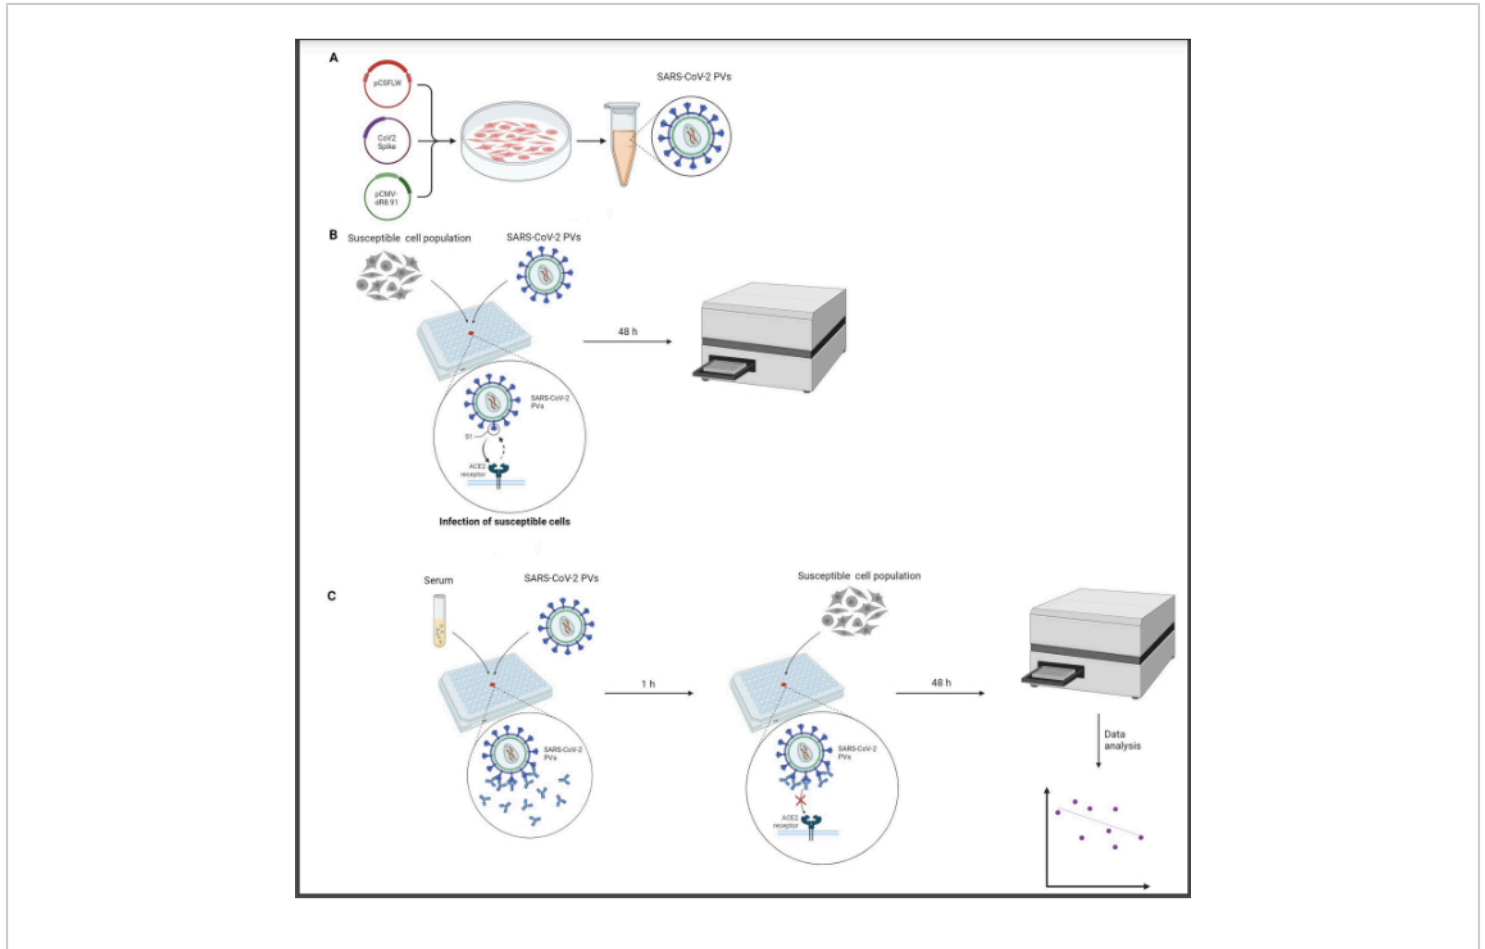 A
pCSFLW
SARS-CoV-2 PVs
CoV2
Spike
pCMV-
dR8.91
B
Susceptible cell population
SARS-CoV-2 PVs
48 h
SARS-CoV-2
PVs
S1
ACE2
receptor
Infection of susceptible cells
C
Serum
SARS-CoV-2 PVs
Susceptible cell population
1 h
48 h
SARS-CoV-2
PVs
SARS-CoV-2
PVs
ACE2
receptor
Data
analysis